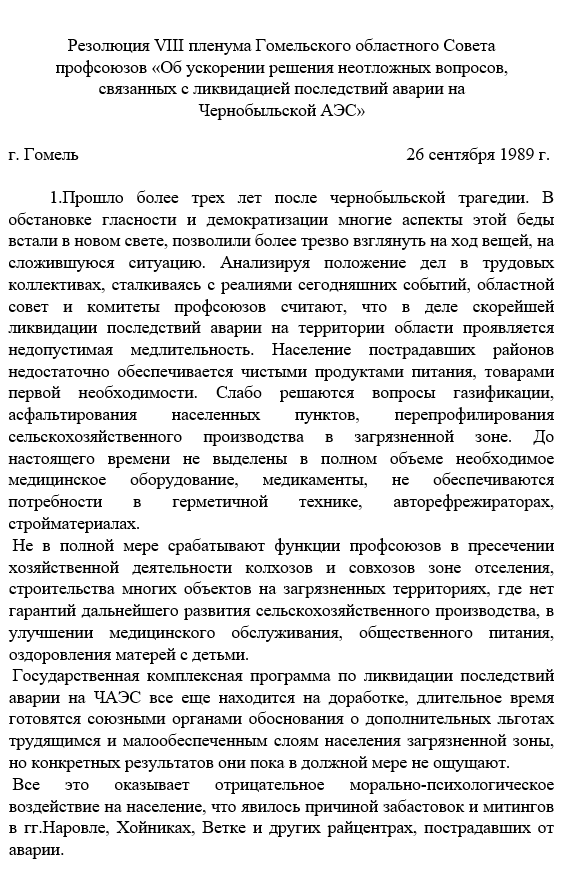 Резолюция VIII пленума Гомельского областного Совета
профсоюзов «Об ускорении решения неотложных вопросов,
связанных с ликвидацией последствий аварии на
Чернобыльской АЭС»
г. Гомель 26 сентября 1989 г.
1.Прошло более трех лет после чернобыльской трагедии. В
обстановке гласности и демократизации многие аспекты этой беды
встали в новом свете, позволили более трезво взглянуть на ход вещей, на
сложившуюся ситуацию. Анализируя положение дел в трудовых
коллективах, сталкиваясь с реалиями сегодняшних событий, областной
совет и комитеты профсоюзов считают, что в деле скорейшей
ликвидации последствий аварии на территории области проявляется
недопустимая медлительность. Население пострадавших районов
недостаточно обеспечивается чистыми продуктами питания, товарами
первой необходимости. Слабо решаются вопросы газификации,
асфальтирования населенных пунктов, перепрофилирования
сельскохозяйственного производства в загрязненной зоне. До
настоящего времени не выделены в полном объеме необходимое
медицинское оборудование, медикаменты, не обеспечиваются
потребности в герметичной технике, авторефрежираторах,
стройматериалах.
Не в полной мере срабатывают функции профсоюзов в пресечении
хозяйственной деятельности колхозов и совхозов зоне отселения,
строительства многих объектов на загрязненных территориях, где нет
гарантий дальнейшего развития сельскохозяйственного производства, в
улучшении медицинского обслуживания, общественного питания,
оздоровления матерей с детьми.
Государственная комплексная программа по ликвидации последствий
аварии на ЧАЭС все еще находится на доработке, длительное время
готовятся союзными органами обоснования о дополнительных льготах
трудящимся и малообеспеченным слоям населения загрязненной зоны,
но конкретных результатов они пока в должной мере не ощущают.
Все это оказывает отрицательное морально-психологическое
воздействие на население, что явилось причиной забастовок и митингов
в гг.Наровле, Хойниках, Ветке и других райцентрах, пострадавших от
аварии.